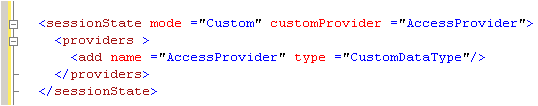 <sessionState mode ="Custom" customProvider ="AccessProvider">
<providers >
<add name ="AccessProvider" type ="CustomDataType"/>
</providers>
</sessionState>